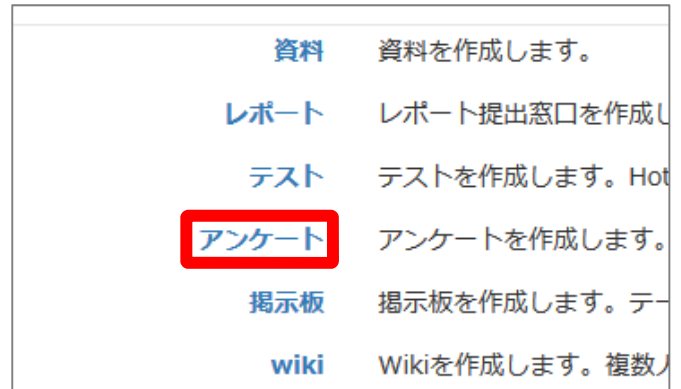 資料 資料を作成します。
レポート レポート提出窓口を作成し
テスト テストを作成します。Hot
アンケート アンケートを作成します。
掲示板 掲示板を作成します。テー
wiki Wikiを作成します。複数人